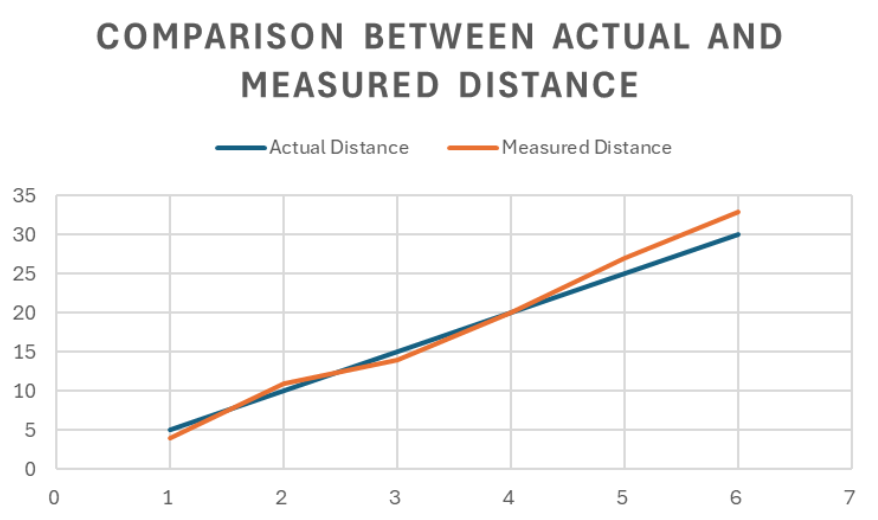 COMPARISON BETWEEN ACTUAL AND
MEASURED DISTANCE
Actual Distance Measured Distance
35
30
25
20
15
10
5
0
0 1 2 3 4 5 6 7